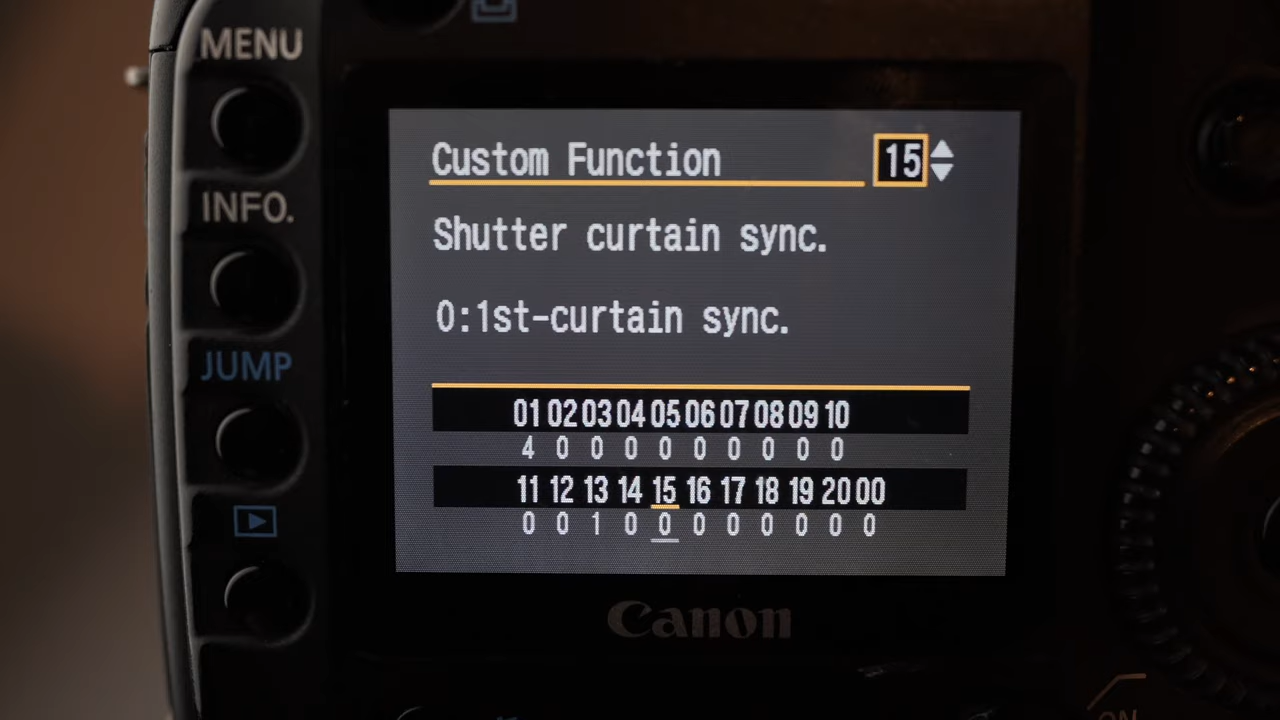 MENU
INFO.
JUMP
Custom Function 15
Shutter curtain sync.
0:1st-curtain sync.
01 02 03 04 05 06 07 08 09 10
4 0 0 0 0 0 0 0 0 0
11 12 13 14 15 16 17 18 19 20 00
0 0 1 0 0 0 0 0 0 0 0
Canon
ON